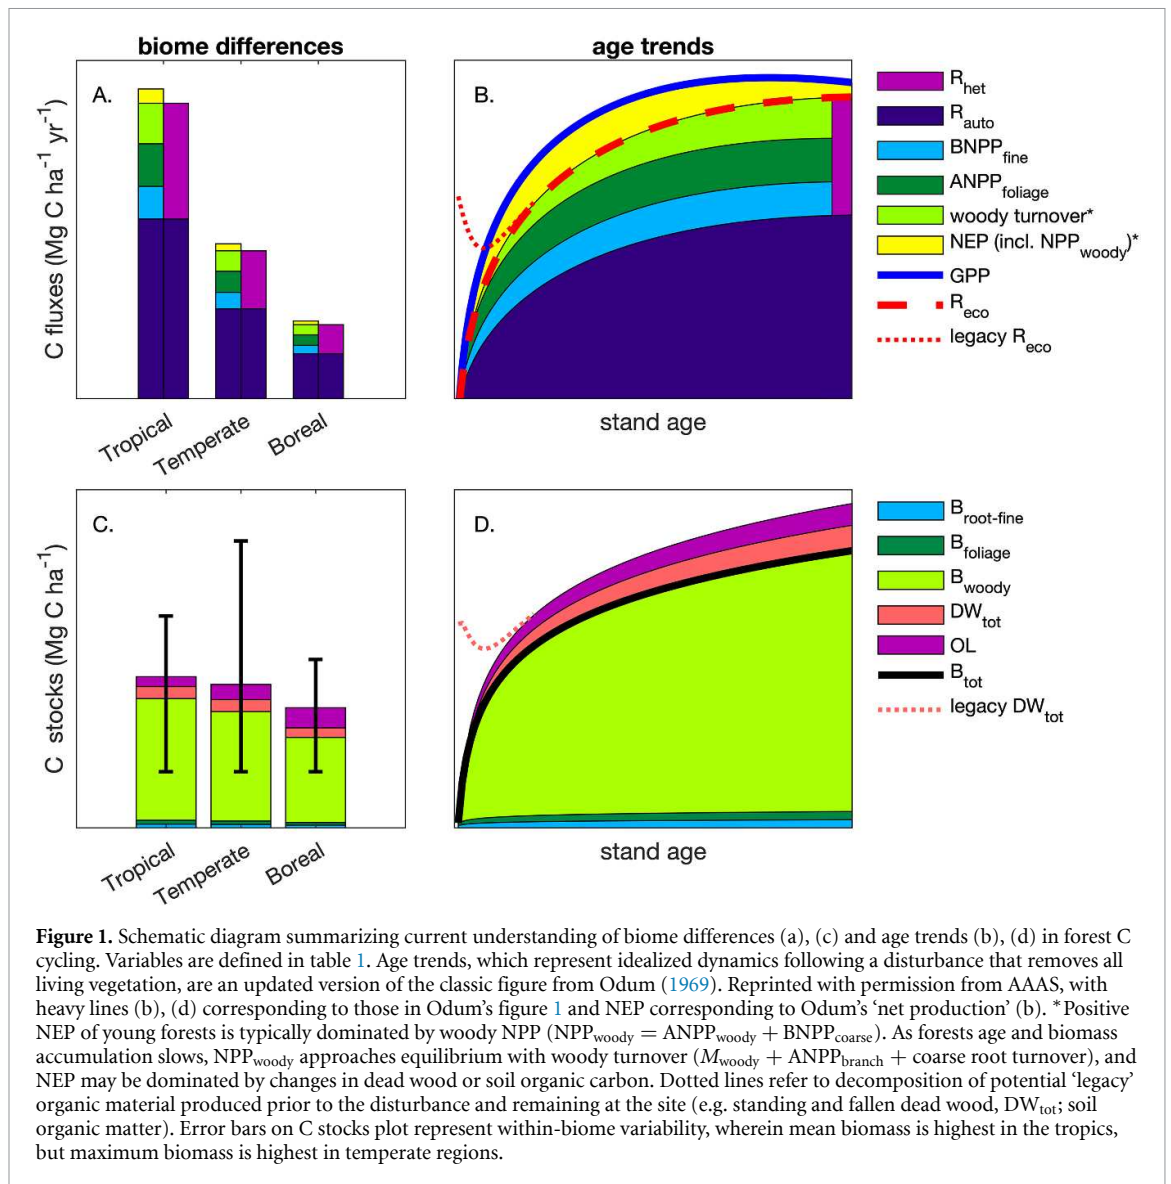 biome differences
age trends
A.
B.
C fluxes (Mg C ha⁻¹ yr⁻¹)
Tropical
Temperate
Boreal
stand age
R_het
R_auto
BNPP_fine
ANPP_foliage
woody turnover*
NEP (incl. NPP_woody)*
GPP
R_eco
legacy R_eco
C.
D.
C stocks (Mg C ha⁻¹)
Tropical
Temperate
Boreal
stand age
B_root-fine
B_foliage
B_woody
DW_tot
OL
B_tot
legacy DW_tot
Figure 1. Schematic diagram summarizing current understanding of biome differences (a), (c) and age trends (b), (d) in forest C
cycling. Variables are defined in table 1. Age trends, which represent idealized dynamics following a disturbance that removes all
living vegetation, are an updated version of the classic figure from Odum (1969). Reprinted with permission from AAAS, with
heavy lines (b), (d) corresponding to those in Odum's figure 1 and NEP corresponding to Odum's 'net production' (b). *Positive
NEP of young forests is typically dominated by woody NPP (NPP_woody = ANPP_woody + BNPP_coarse). As forests age and biomass
accumulation slows, NPP_woody approaches equilibrium with woody turnover (M_woody + ANPP_branch + coarse root turnover), and
NEP may be dominated by changes in dead wood or soil organic carbon. Dotted lines refer to decomposition of potential 'legacy'
organic material produced prior to the disturbance and remaining at the site (e.g. standing and fallen dead wood, DW_tot; soil
organic matter). Error bars on C stocks plot represent within-biome variability, wherein mean biomass is highest in the tropics,
but maximum biomass is highest in temperate regions.